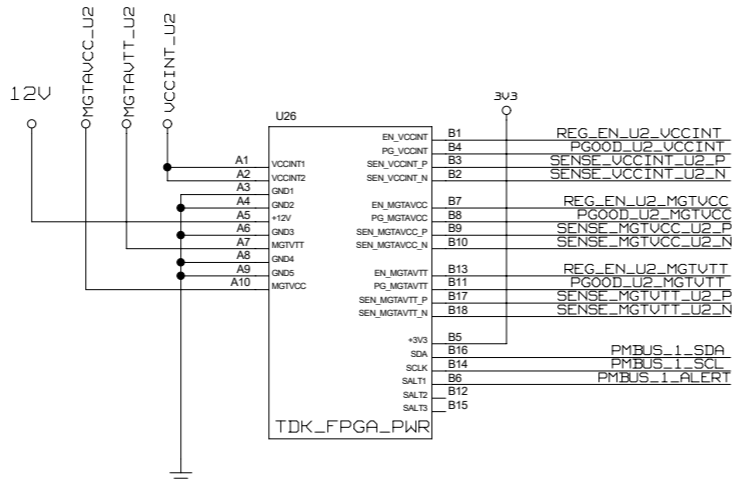 MGTAVCC_U2
MGTAVTT_U2
VCCINT_U2
12V
3V3
U26
EN_VCCINT B1 REG_EN_U2_VCCINT
PG_VCCINT B4 PGOOD_U2_VCCINT
A1 VCCINT1 SEN_VCCINT_P B3 SENSE_VCCINT_U2_P
A2 VCCINT2 SEN_VCCINT_N B2 SENSE_VCCINT_U2_N
A3 GND1
A4 GND2 EN_MGTAVCC B7 REG_EN_U2_MGTVCC
A5 +12V PG_MGTAVCC B8 PGOOD_U2_MGTVCC
A6 GND3 SEN_MGTAVCC_P B9 SENSE_MGTVCC_U2_P
A7 MGTVTT SEN_MGTAVCC_N B10 SENSE_MGTVCC_U2_N
A8 GND4
A9 GND5 EN_MGTAVTT B13 REG_EN_U2_MGTVTT
A10 MGTVCC PG_MGTAVTT B11 PGOOD_U2_MGTVTT
SEN_MGTAVTT_P B17 SENSE_MGTVTT_U2_P
SEN_MGTAVTT_N B18 SENSE_MGTVTT_U2_N
+3V3 B5
SDA B16 PMBUS_1_SDA
SCLK B14 PMBUS_1_SCL
SALT1 B6 PMBUS_1_ALERT
SALT2 B12
SALT3 B15
TDK_FPGA_PWR